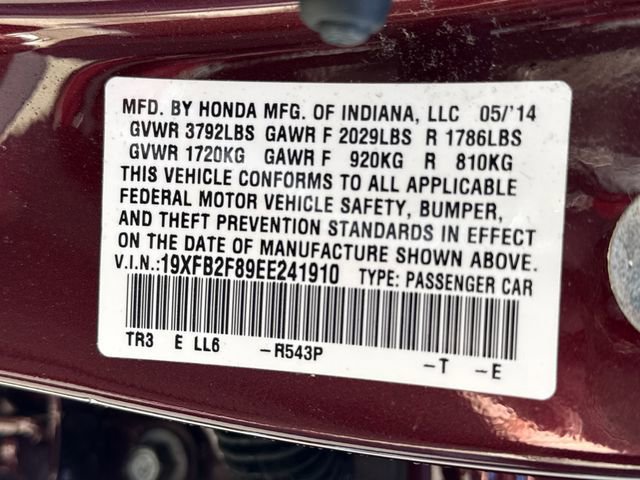 MFD. BY HONDA MFG. OF INDIANA, LLC 05/'14
GVWR 3792LBS GAWR F 2029LBS R 1786LBS
GVWR 1720KG GAWR F 920KG R 810KG
THIS VEHICLE CONFORMS TO ALL APPLICABLE
FEDERAL MOTOR VEHICLE SAFETY, BUMPER,
AND THEFT PREVENTION STANDARDS IN EFFECT
ON THE DATE OF MANUFACTURE SHOWN ABOVE.
V.I.N.:19XFB2F89EE241910 TYPE: PASSENGER CAR
TR3 E LL6 -R543P -T -E